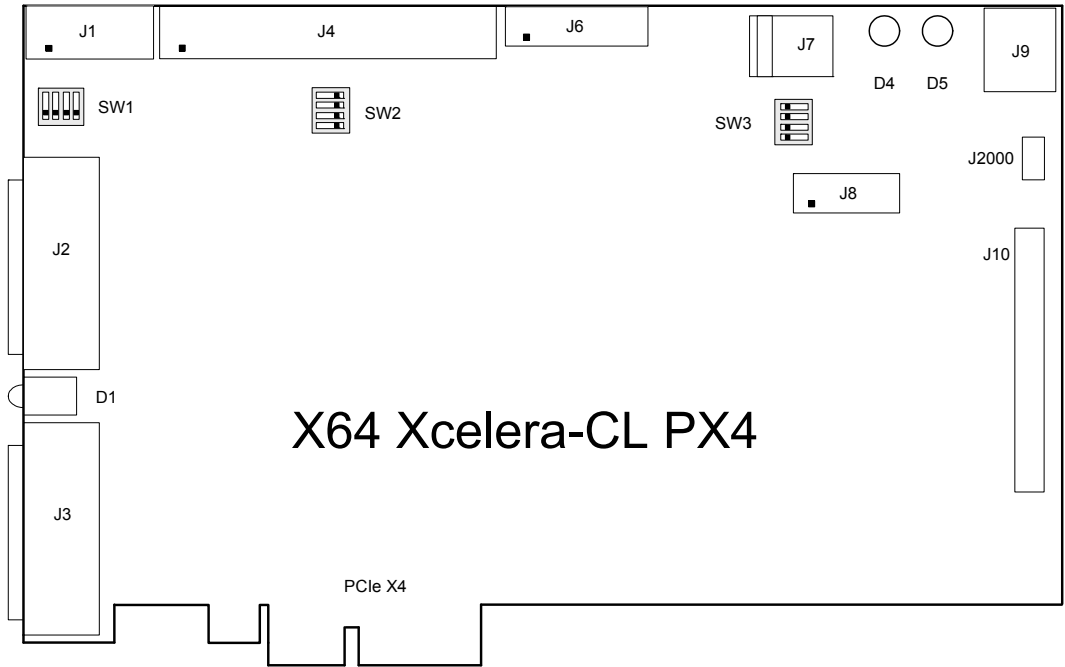 J1
J4
J6
J7
D4
D5
J9
SW1
SW2
SW3
J2000
J8
J2
J10
D1
X64 Xcelera-CL PX4
J3
PCIe X4